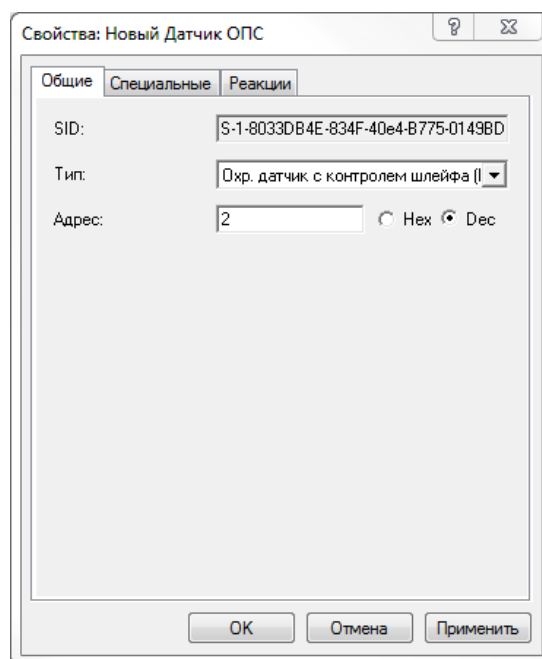 Свойства: Новый Датчик ОПС
Общие Специальные Реакции
SID: S-1-8033DB4E-834F-40e4-B775-0149BD
Тип: Охр. датчик с контролем шлейфа (
Адрес: 2 Hex Dec
OK Отмена Применить